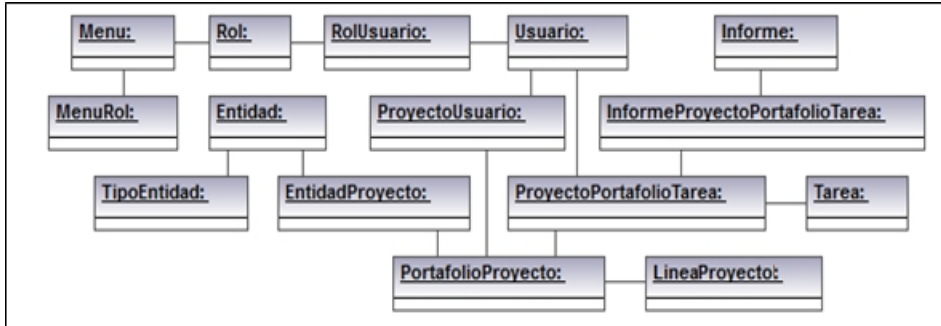 Menu:
Rol:
RolUsuario:
Usuario:
Informe:
MenuRol:
Entidad:
ProyectoUsuario:
InformeProyectoPortafolioTarea:
TipoEntidad:
EntidadProyecto:
ProyectoPortafolioTarea:
Tarea:
PortafolioProyecto:
LineaProyecto: